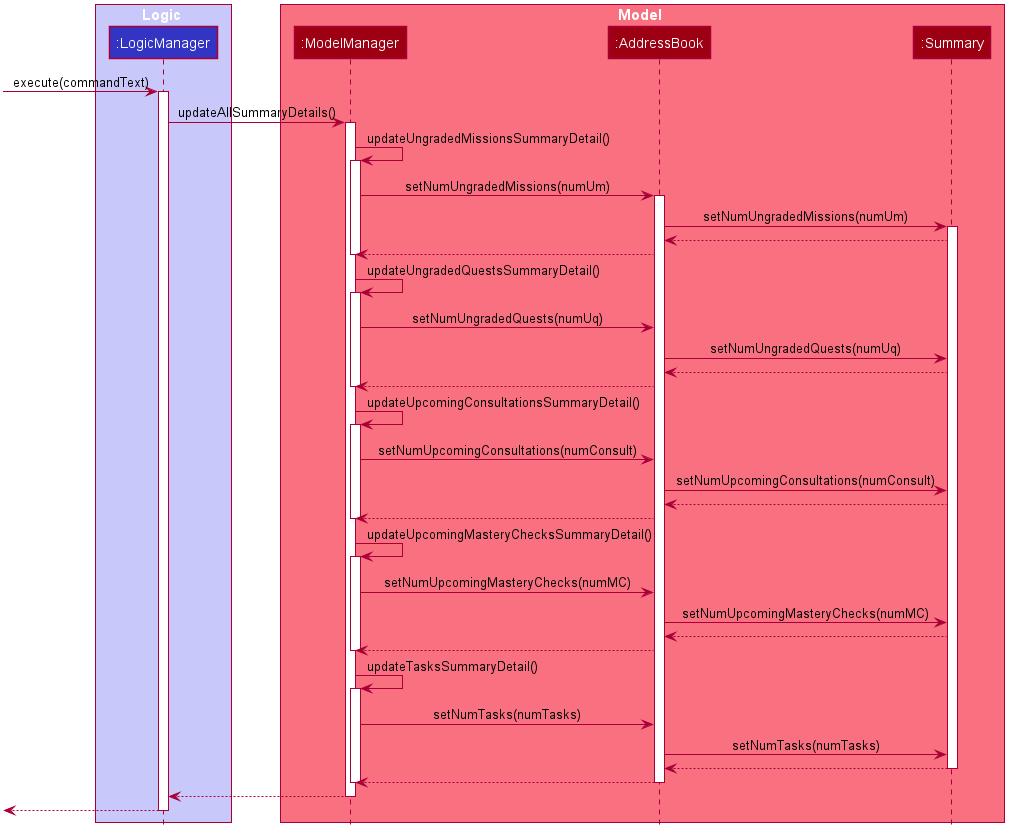 Logic
Model
:LogicManager
:ModelManager
:AddressBook
:Summary
execute(commandText)
updateAllSummaryDetails()
updateUngradedMissionsSummaryDetail()
setNumUngradedMissions(numUm)
setNumUngradedMissions(numUm)
updateUngradedQuestsSummaryDetail()
setNumUngradedQuests(numUq)
setNumUngradedQuests(numUq)
updateUpcomingConsultationsSummaryDetail()
setNumUpcomingConsultations(numConsult)
setNumUpcomingConsultations(numConsult)
updateUpcomingMasteryChecksSummaryDetail()
setNumUpcomingMasteryChecks(numMC)
setNumUpcomingMasteryChecks(numMC)
updateTasksSummaryDetail()
setNumTasks(numTasks)
setNumTasks(numTasks)